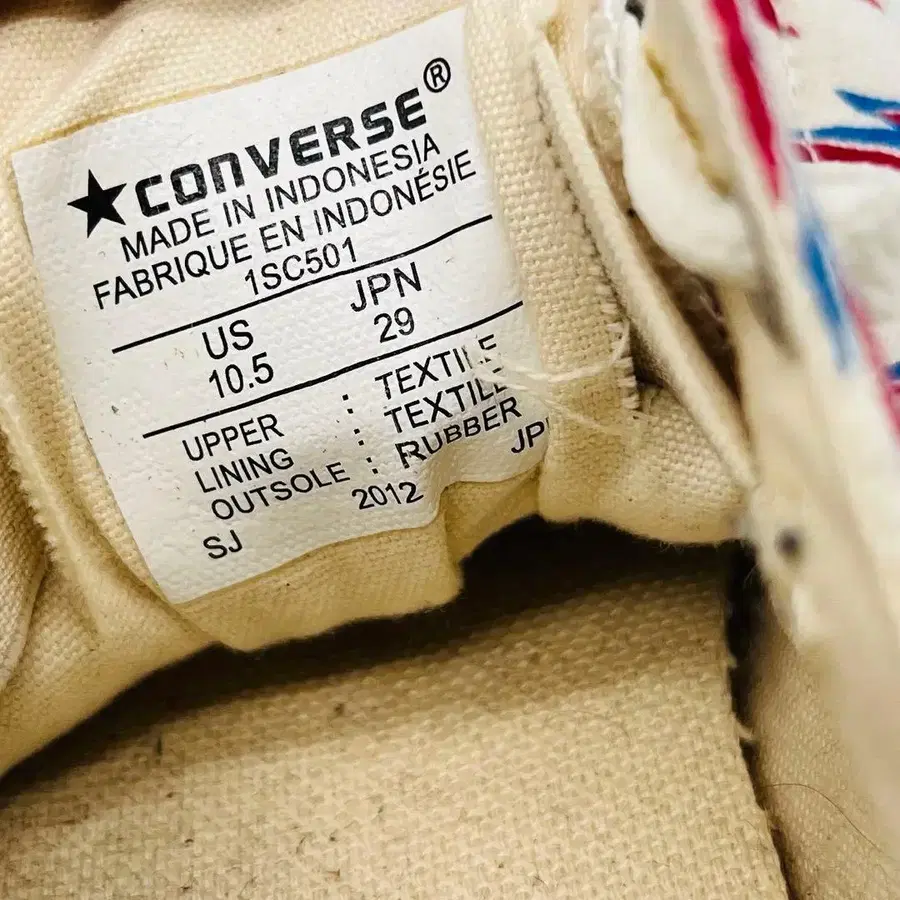 ★CONVERSE®
MADE IN INDONESIA
FABRIQUE EN INDONÉSIE
1SC501
US JPN
10.5 29
UPPER : TEXTILE
LINING : TEXTILE
OUTSOLE : RUBBER
SJ 2012